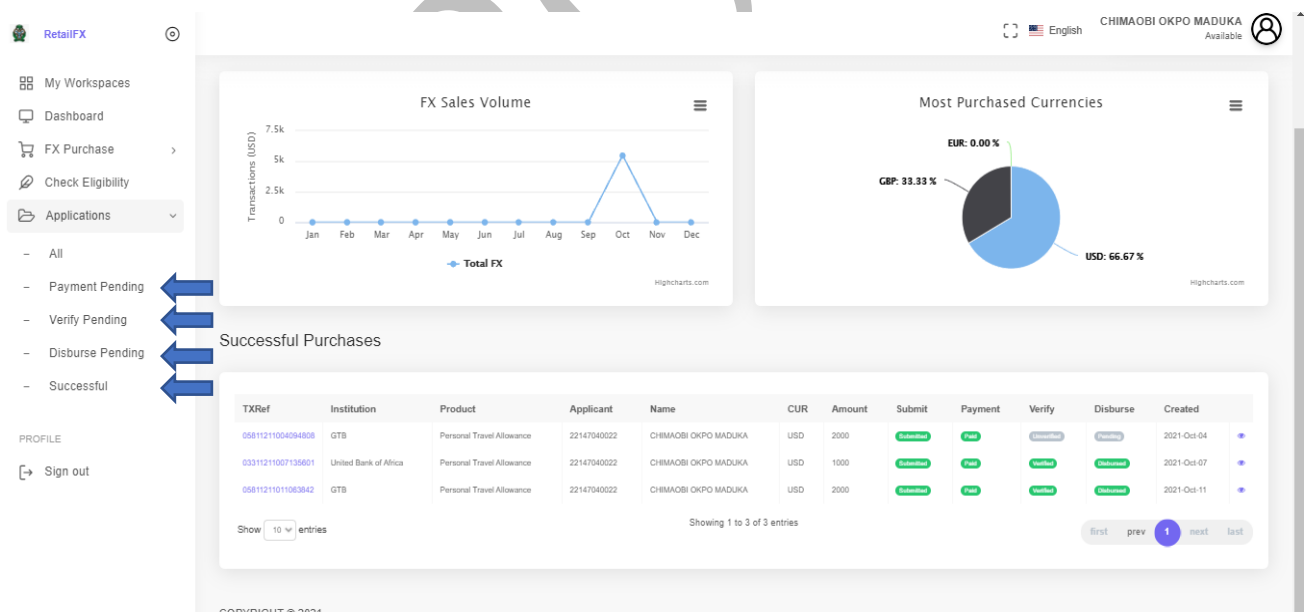 RetailFX
English
CHIMAOBI OKPO MADUKA
Available
My Workspaces
Dashboard
FX Purchase
Check Eligibility
Applications
– All
– Payment Pending
– Verify Pending
– Disburse Pending
– Successful
PROFILE
Sign out
FX Sales Volume
Transactions (USD)
7.5k
5k
2.5k
0
Jan Feb Mar Apr May Jun Jul Aug Sep Oct Nov Dec
Total FX
Highcharts.com
Most Purchased Currencies
EUR: 0.00 %
GBP: 33.33 %
USD: 66.67 %
Highcharts.com
Successful Purchases
TXRef Institution Product Applicant Name CUR Amount Submit Payment Verify Disburse Created
05811211004094808 GTB Personal Travel Allowance 22147040022 CHIMAOBI OKPO MADUKA USD 2000 Submitted Paid Unverified Pending 2021-Oct-04
03311211007135601 United Bank of Africa Personal Travel Allowance 22147040022 CHIMAOBI OKPO MADUKA USD 1000 Submitted Paid Verified Disbursed 2021-Oct-07
05811211011063842 GTB Personal Travel Allowance 22147040022 CHIMAOBI OKPO MADUKA USD 2000 Submitted Paid Verified Disbursed 2021-Oct-11
Show 10 entries
Showing 1 to 3 of 3 entries
first prev 1 next last
COPYRIGHT © 2021